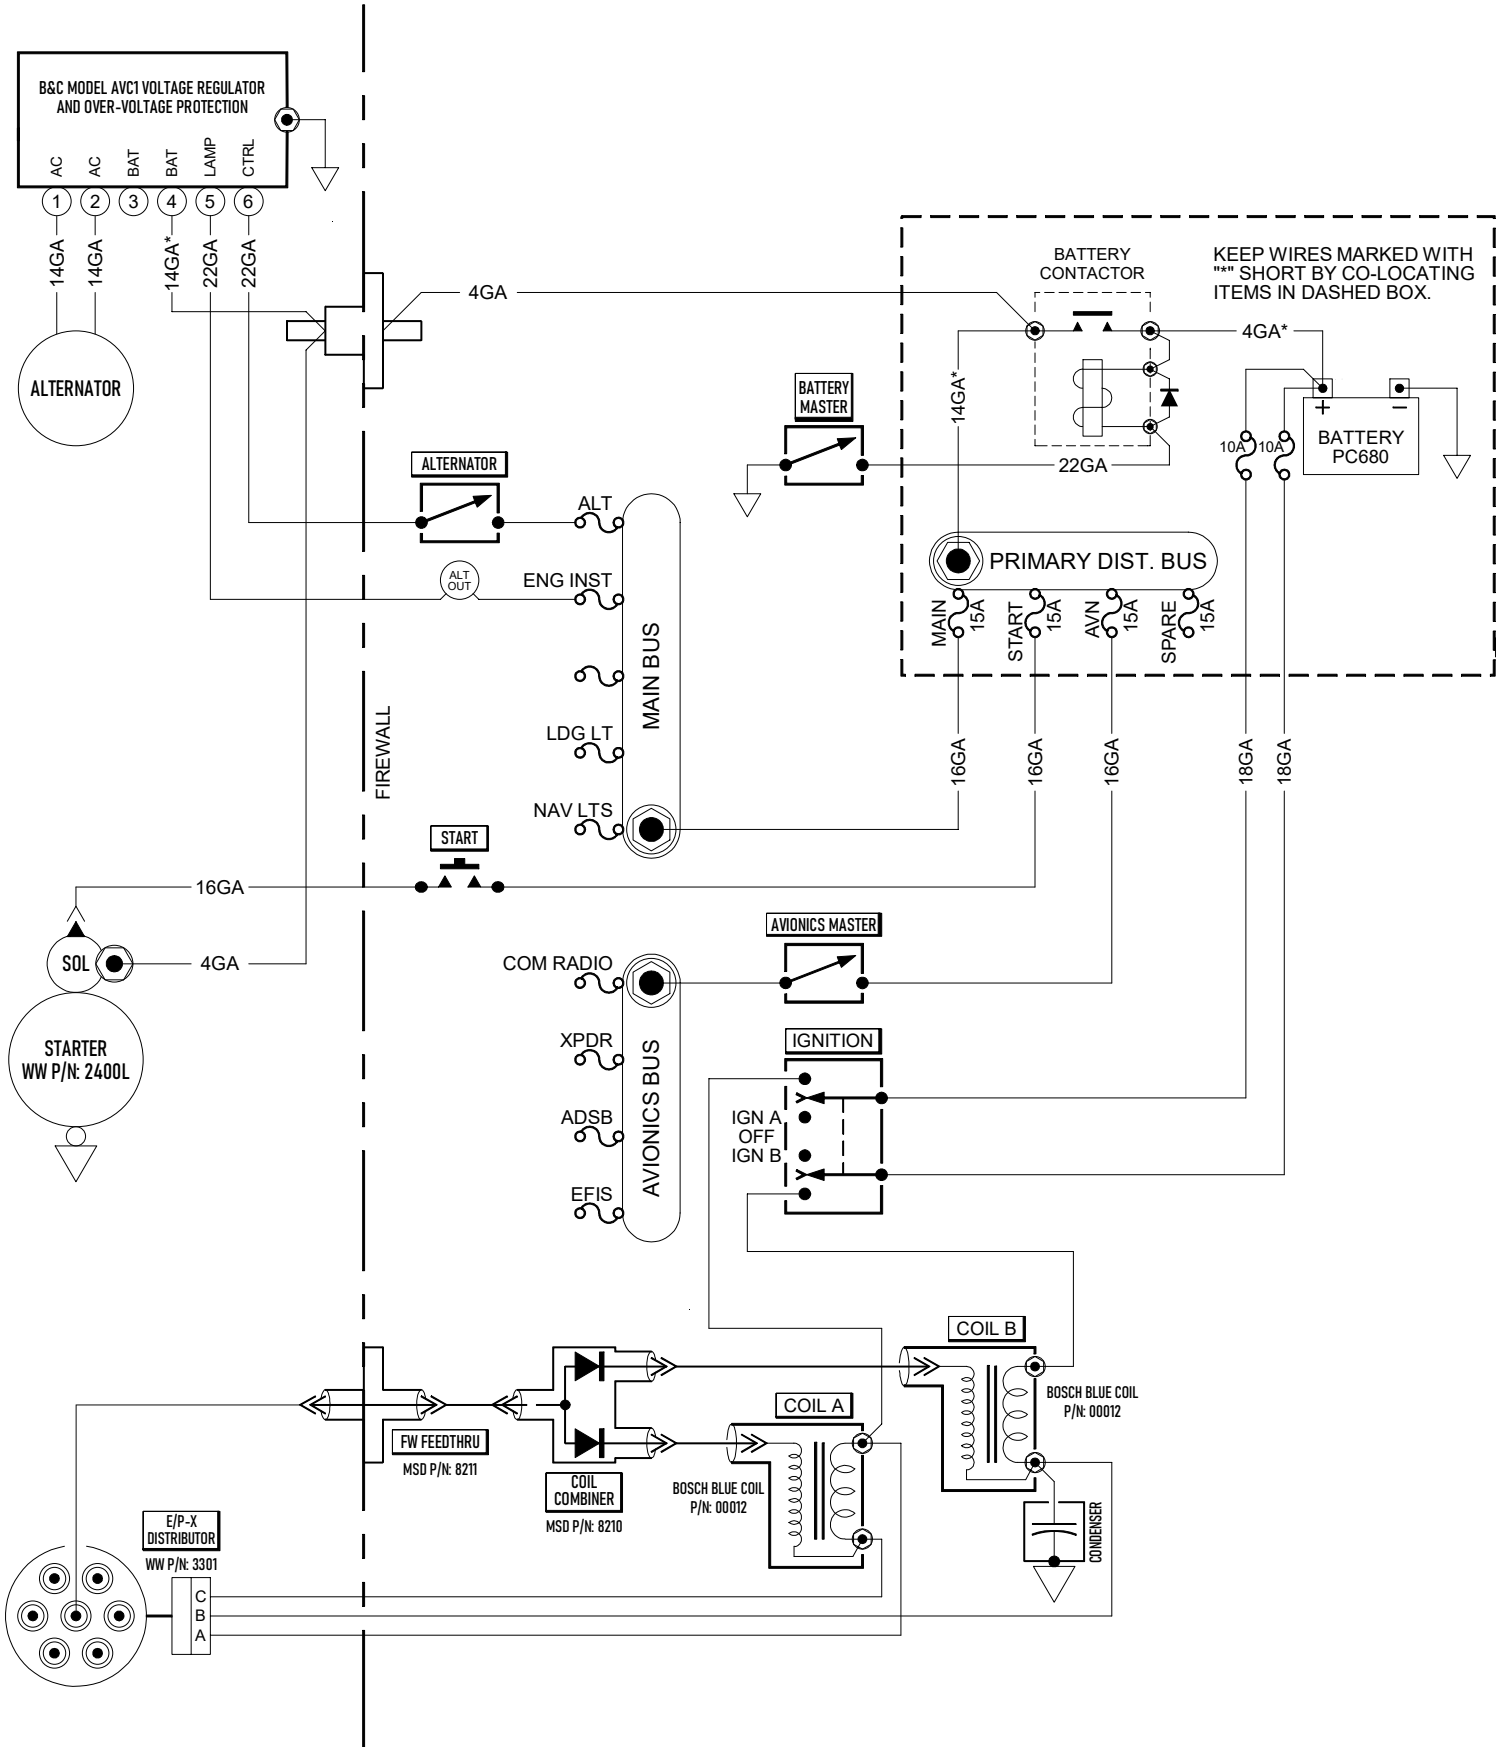 B&C MODEL AVC1 VOLTAGE REGULATOR
AND OVER-VOLTAGE PROTECTION
AC
AC
BAT
BAT
LAMP
CTRL
1
2
3
4
5
6
14GA
14GA
14GA*
22GA
22GA
ALTERNATOR
FIREWALL
4GA
BATTERY
CONTACTOR
KEEP WIRES MARKED WITH
"*" SHORT BY CO-LOCATING
ITEMS IN DASHED BOX.
4GA*
14GA*
+
−
BATTERY
PC680
10A
10A
22GA
BATTERY
MASTER
ALTERNATOR
ALT
OUT
ALT
ENG INST
LDG LT
NAV LTS
MAIN BUS
PRIMARY DIST. BUS
MAIN
15A
START
15A
AVN
15A
SPARE
15A
16GA
16GA
16GA
18GA
18GA
START
16GA
SOL
4GA
STARTER
WW P/N: 2400L
AVIONICS MASTER
COM RADIO
XPDR
ADSB
EFIS
AVIONICS BUS
IGNITION
IGN A
OFF
IGN B
COIL B
BOSCH BLUE COIL
P/N: 00012
COIL A
BOSCH BLUE COIL
P/N: 00012
CONDENSER
FW FEEDTHRU
MSD P/N: 8211
COIL
COMBINER
MSD P/N: 8210
E/P-X
DISTRIBUTOR
WW P/N: 3301
C
B
A